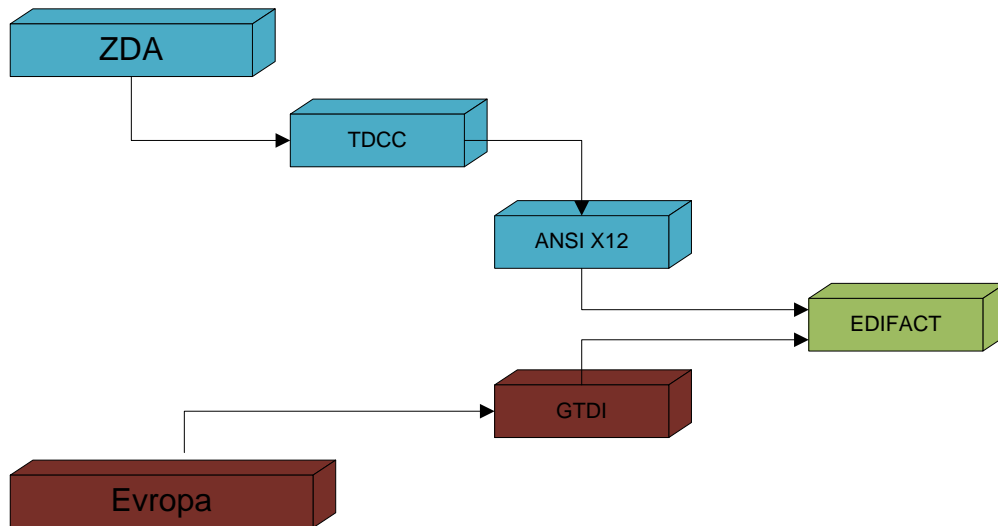 ZDA
TDCC
ANSI X12
EDIFACT
GTDI
Evropa